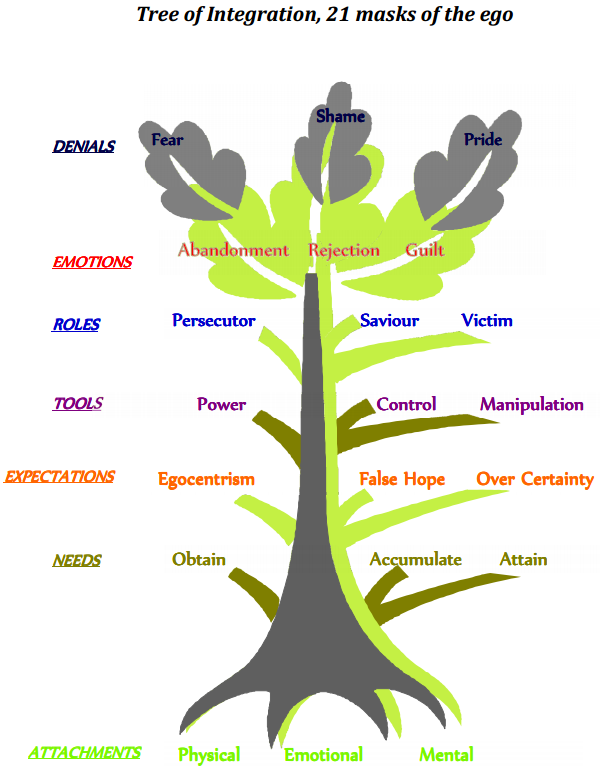 Tree of Integration, 21 masks of the ego
Shame
DENIALS Fear Pride
EMOTIONS Abandonment Rejection Guilt
ROLES Persecutor Saviour Victim
TOOLS Power Control Manipulation
EXPECTATIONS Egocentrism False Hope Over Certainty
NEEDS Obtain Accumulate Attain
ATTACHMENTS Physical Emotional Mental